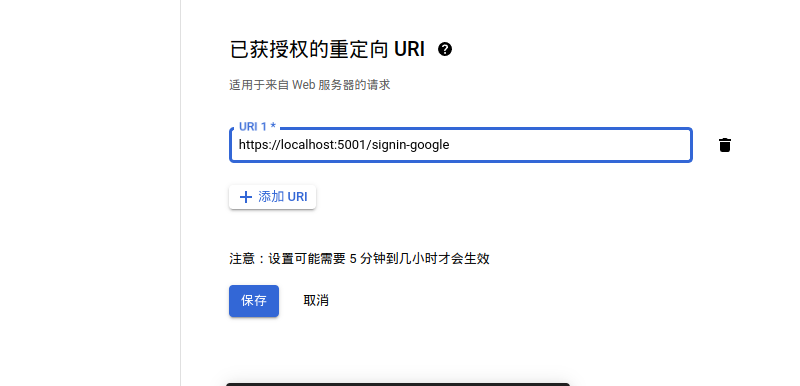 已获授权的重定向 URI
适用于来自 Web 服务器的请求
URI 1 *
https://localhost:5001/signin-google
添加 URI
注意：设置可能需要 5 分钟到几小时才会生效
保存 取消